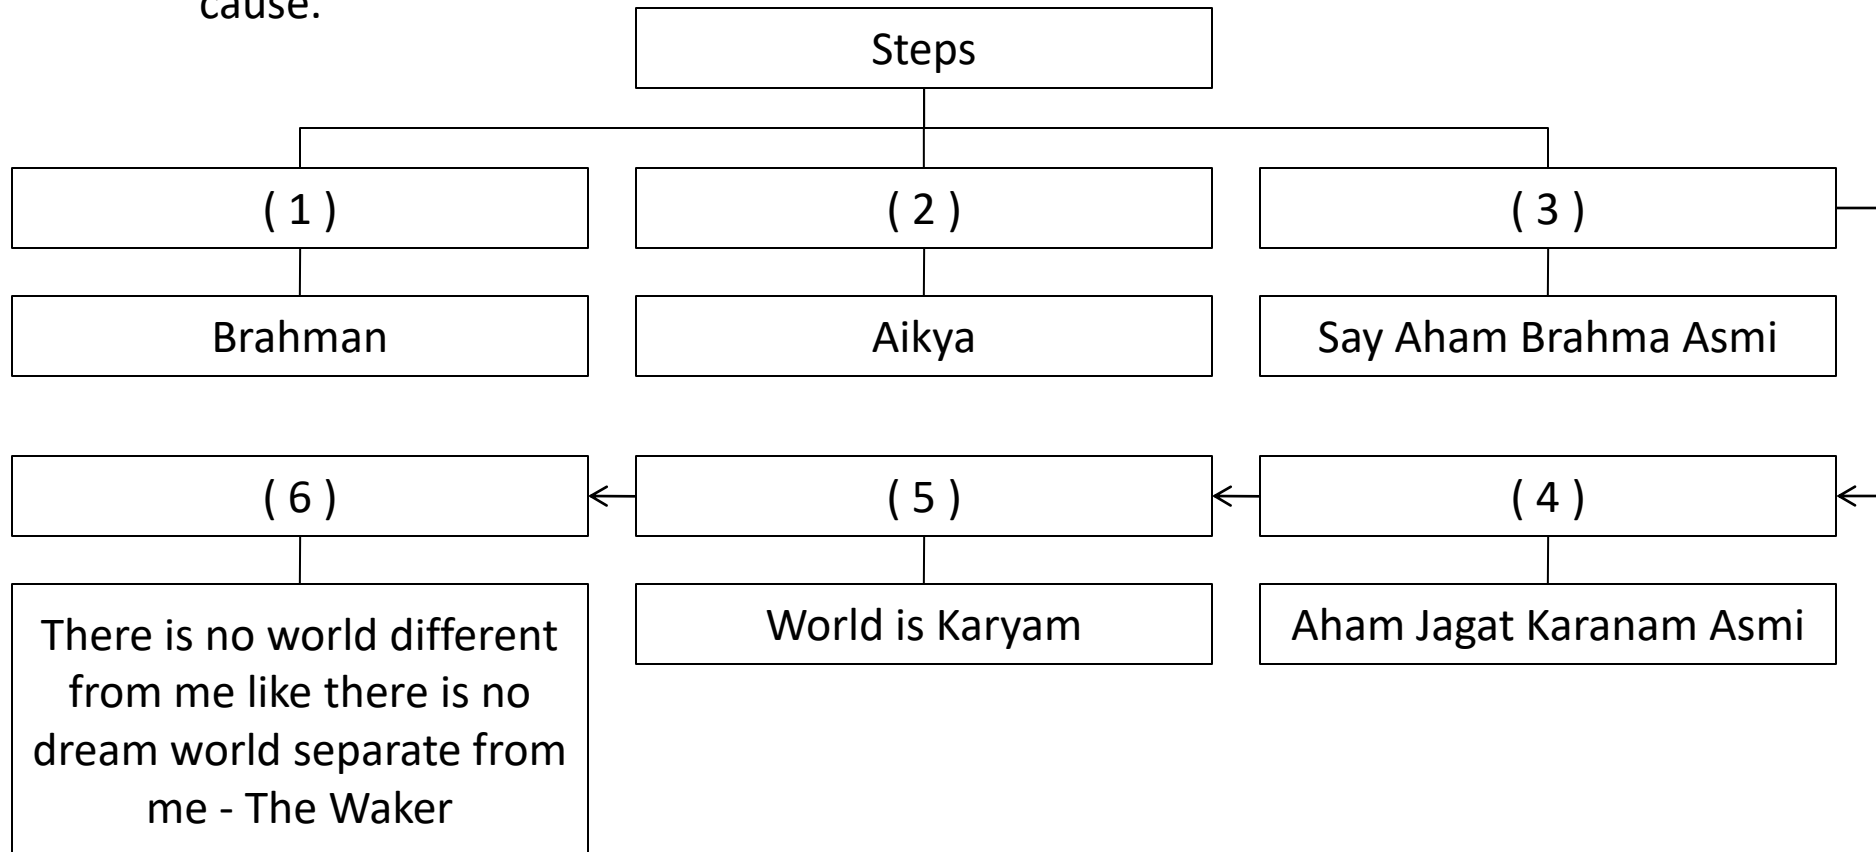 cause.
Steps
( 1 )
( 2 )
( 3 )
Brahman
Aikya
Say Aham Brahma Asmi
( 6 )
( 5 )
( 4 )
There is no world different
from me like there is no
dream world separate from
me - The Waker
World is Karyam
Aham Jagat Karanam Asmi